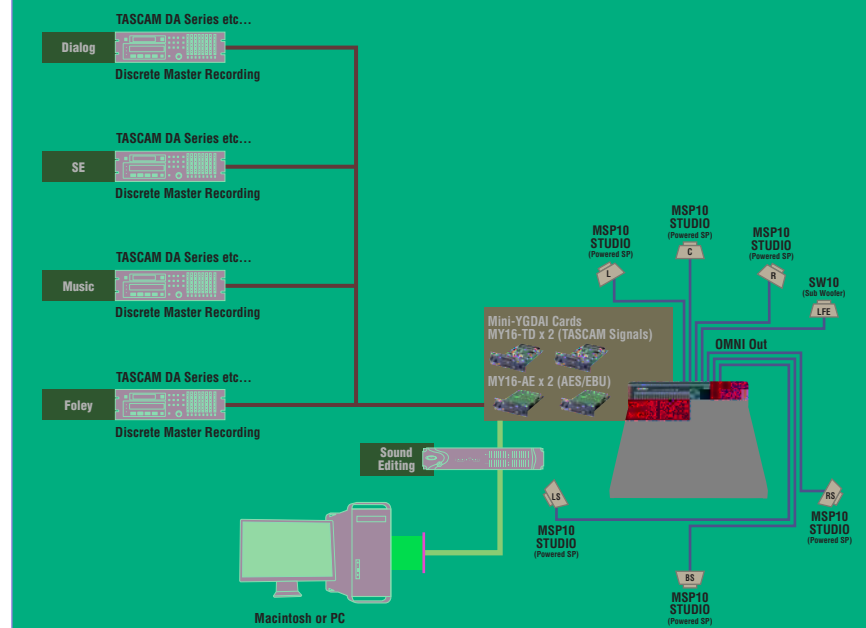 TASCAM DA Series etc...
Dialog
Discrete Master Recording
TASCAM DA Series etc...
SE
Discrete Master Recording
TASCAM DA Series etc...
Music
Discrete Master Recording
TASCAM DA Series etc...
Foley
Discrete Master Recording
Sound
Editing
Macintosh or PC
Mini-YGDAI Cards
MY16-TD x 2 (TASCAM Signals)
MY16-AE x 2 (AES/EBU)
MSP10
STUDIO
(Powered SP)
L
MSP10
STUDIO
(Powered SP)
C
MSP10
STUDIO
(Powered SP)
R
SW10
(Sub Wooler)
LFE
OMNI Out
LS
MSP10
STUDIO
(Powered SP)
RS
MSP10
STUDIO
(Powered SP)
BS
MSP10
STUDIO
(Powered SP)